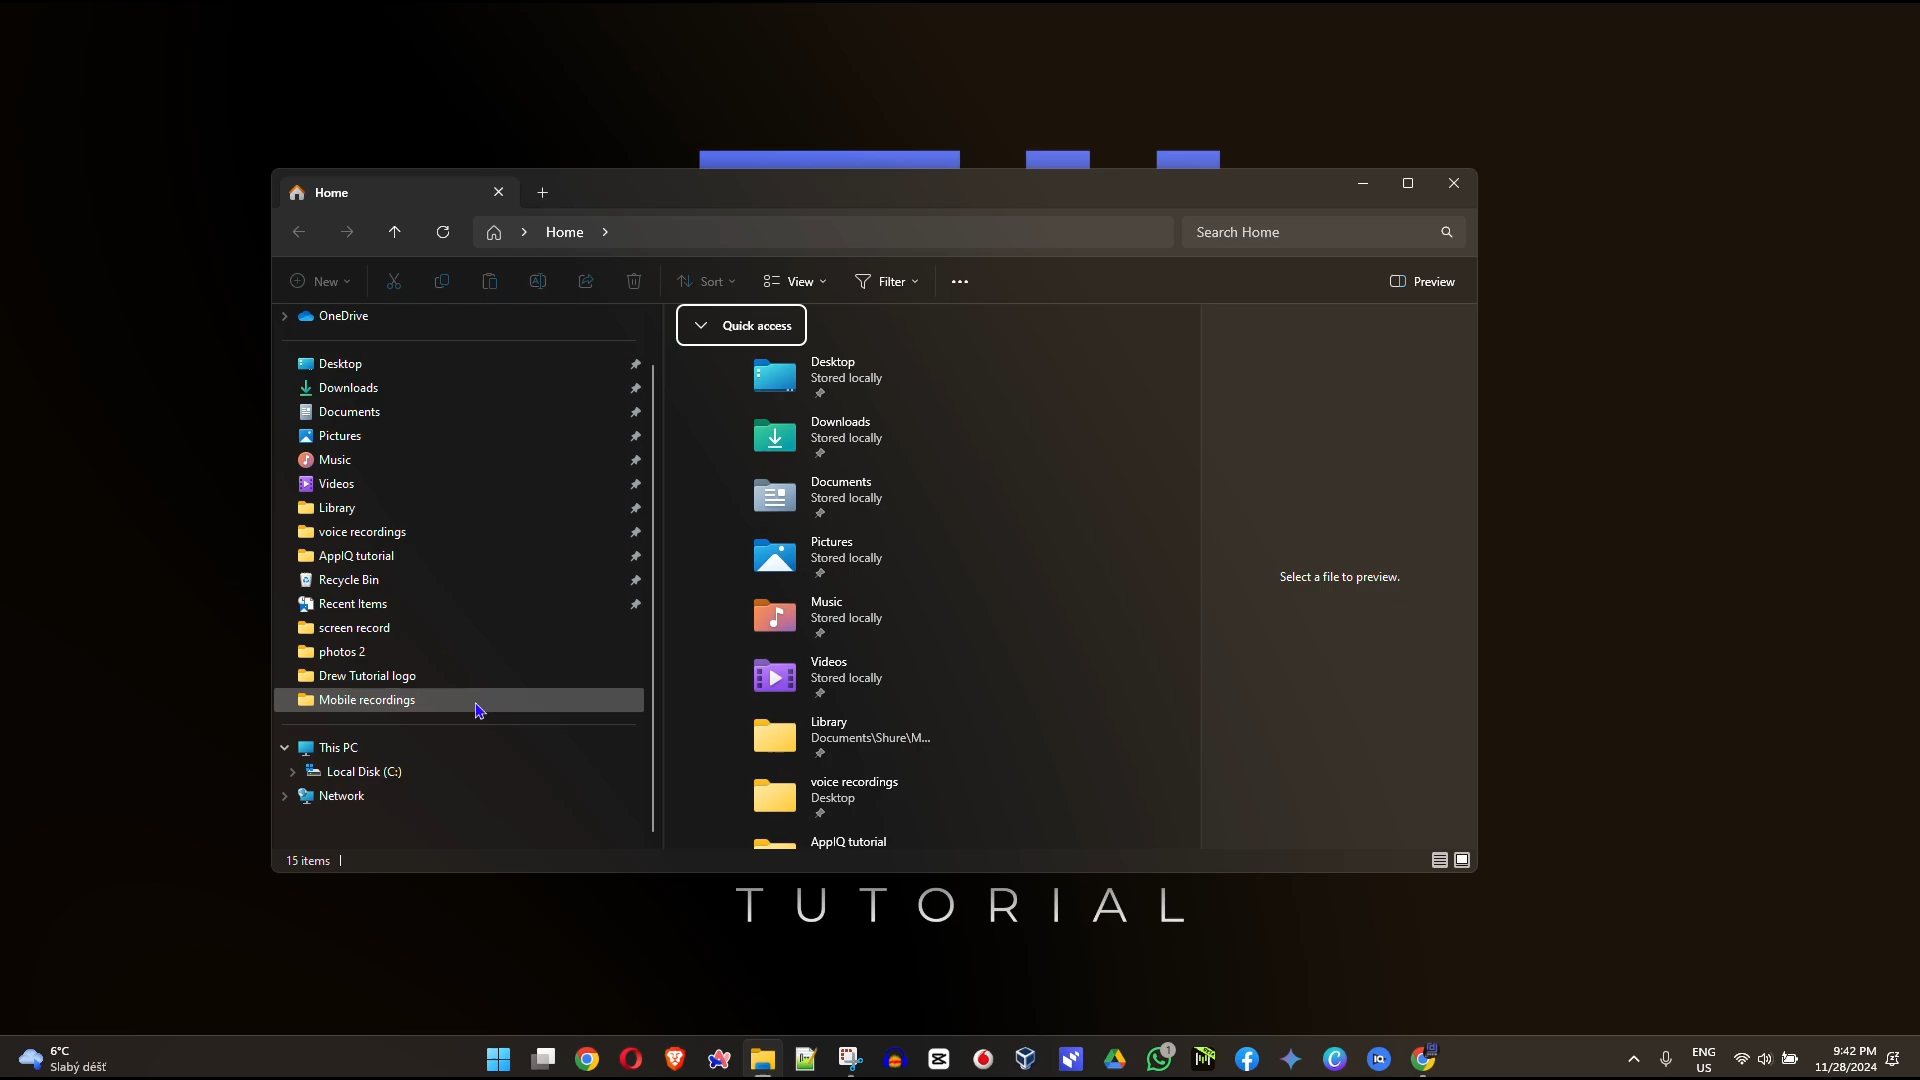 Home
Home
Search Home
New
Sort
View
Filter
Preview
OneDrive
Desktop
Downloads
Documents
Pictures
Music
Videos
Library
voice recordings
AppIQ tutorial
Recycle Bin
Recent Items
screen record
photos 2
Drew Tutorial logo
Mobile recordings
This PC
Local Disk (C:)
Network
Quick access
Desktop
Stored locally
Downloads
Stored locally
Documents
Stored locally
Pictures
Stored locally
Music
Stored locally
Videos
Stored locally
Library
Documents\Shure\M...
voice recordings
Desktop
AppIQ tutorial
Select a file to preview.
15 items
TUTORIAL
6°C
Slabý déšť
1
IQ
ENG
US
9:42 PM
11/28/2024